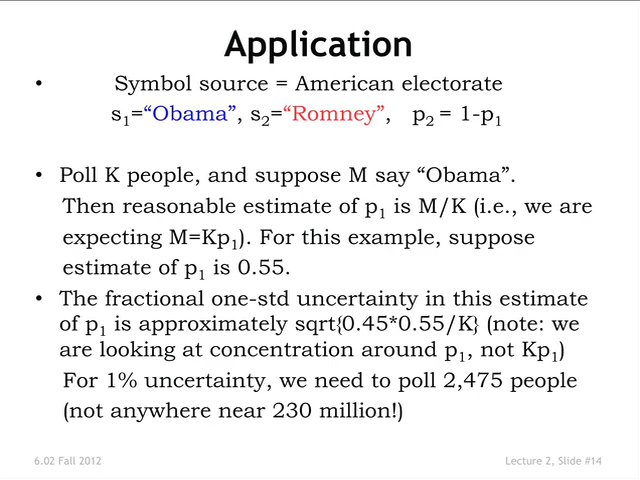 Application
• Symbol source = American electorate
s1="Obama", s2="Romney", p2 = 1-p1
• Poll K people, and suppose M say "Obama".
Then reasonable estimate of p1 is M/K (i.e., we are
expecting M=Kp1). For this example, suppose
estimate of p1 is 0.55.
• The fractional one-std uncertainty in this estimate
of p1 is approximately sqrt{0.45*0.55/K} (note: we
are looking at concentration around p1, not Kp1)
For 1% uncertainty, we need to poll 2,475 people
(not anywhere near 230 million!)
6.02 Fall 2012
Lecture 2, Slide #14